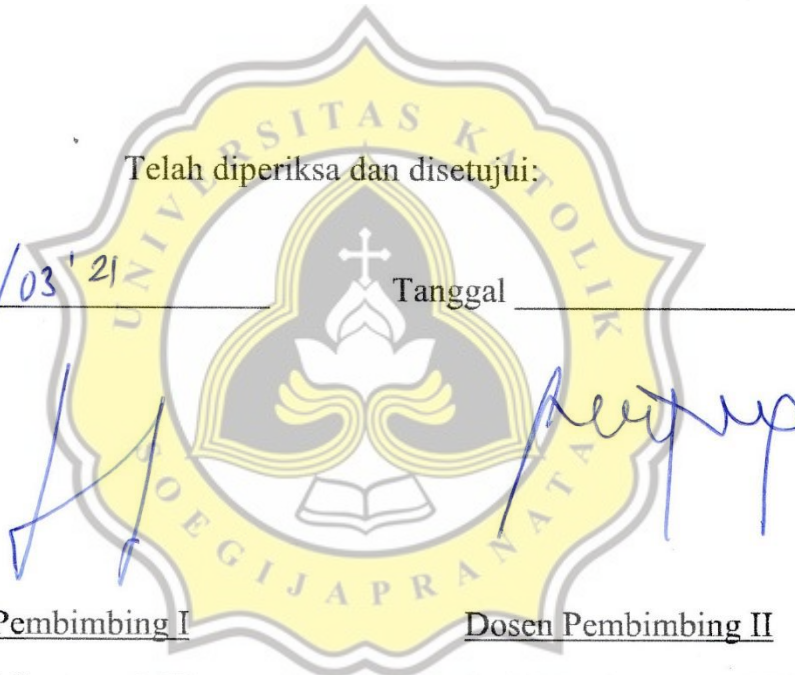 UNIVERSITAS KATOLIK
Telah diperiksa dan disetujui:
/03 '21 Tanggal
SOEGIJAPRANATA
Pembimbing I Dosen Pembimbing II